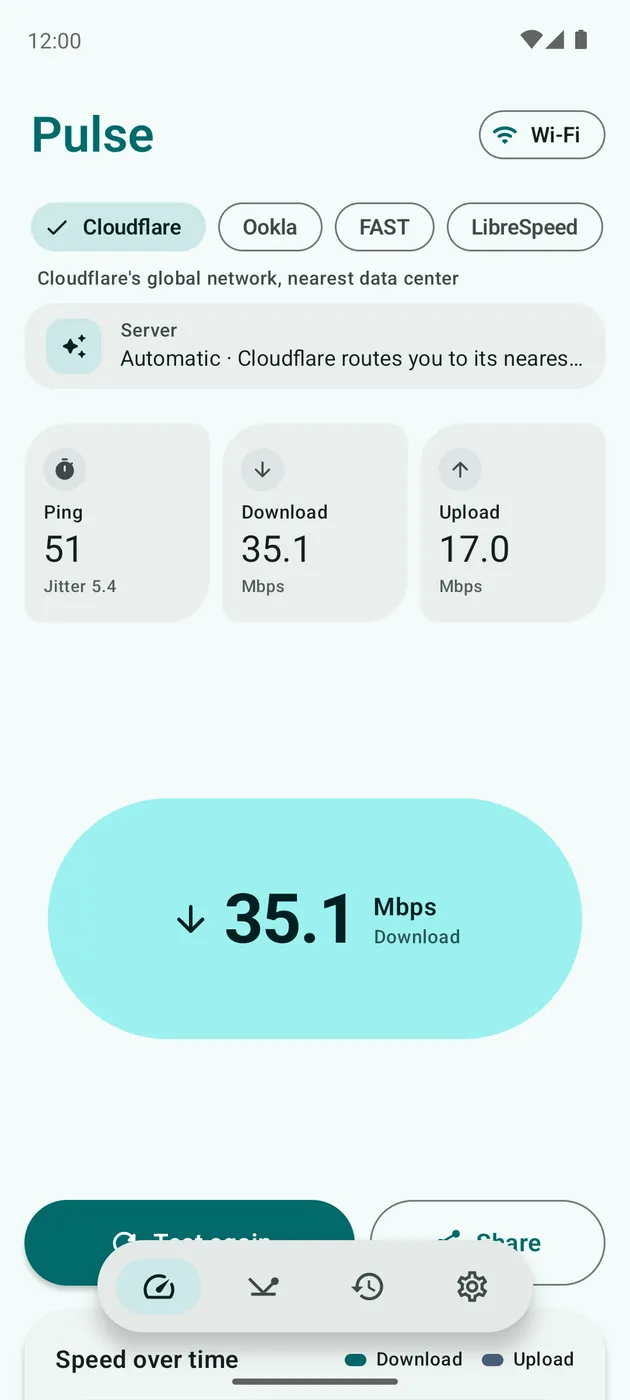 12:00
Pulse
Wi-Fi
Cloudflare
Ookla
FAST
LibreSpeed
Cloudflare's global network, nearest data center
Server
Automatic · Cloudflare routes you to its neares…
Ping
51
Jitter 5.4
Download
35.1
Mbps
Upload
17.0
Mbps
35.1
Mbps
Download
Test again
Share
Speed over time
Download
Upload